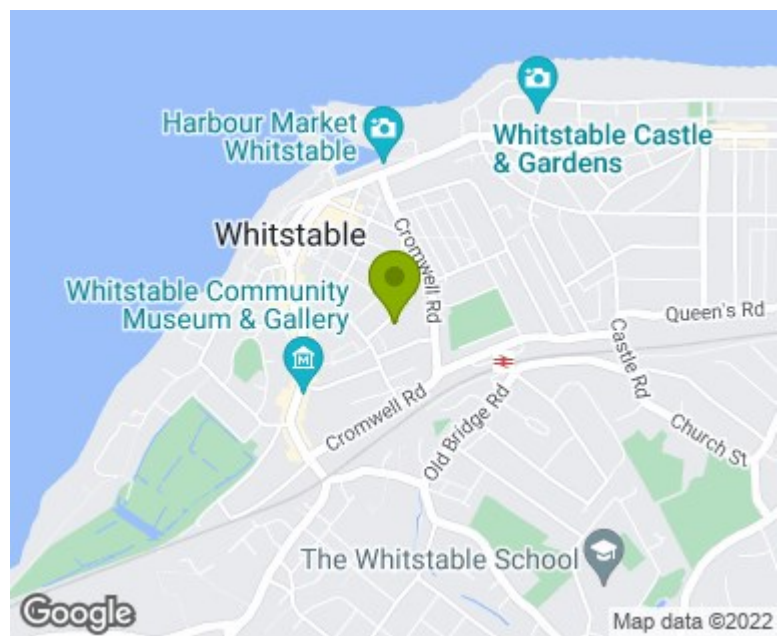 Harbour Market
Whitstable
Whitstable Castle
& Gardens
Whitstable
Cromwell Rd
Whitstable Community
Museum & Gallery
Queen's Rd
Castle Rd
Cromwell Rd
Old Bridge Rd
Church St
The Whitstable School
Google
Map data ©2022